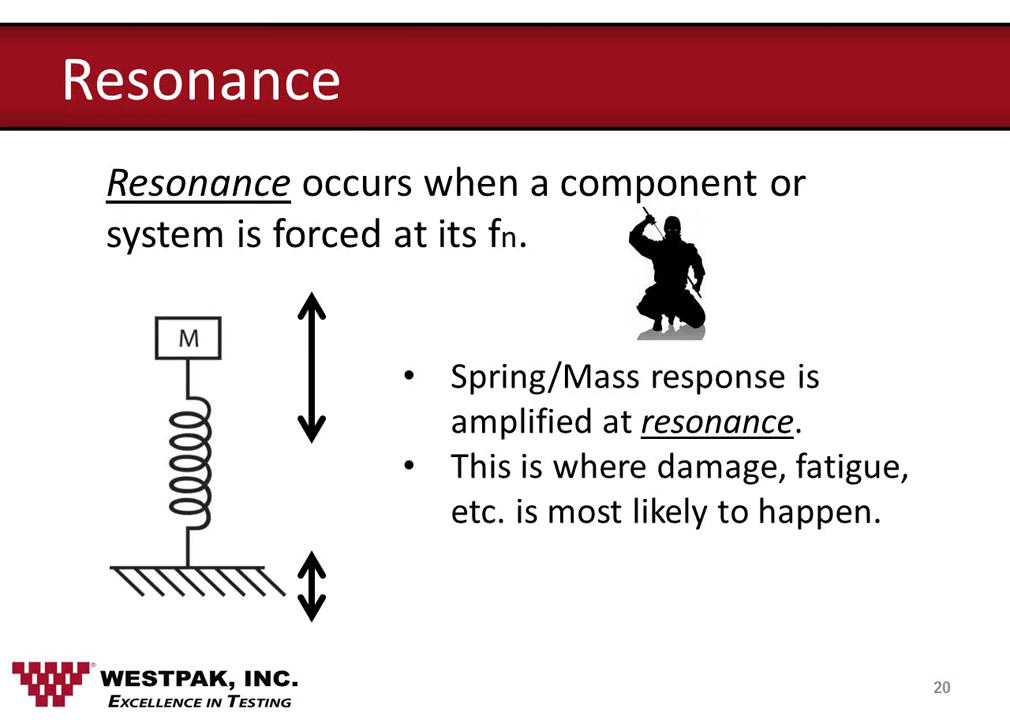 Resonance
Resonance occurs when a component or
system is forced at its fn.
M
• Spring/Mass response is
amplified at resonance.
• This is where damage, fatigue,
etc. is most likely to happen.
®
WESTPAK, INC.
EXCELLENCE IN TESTING
20